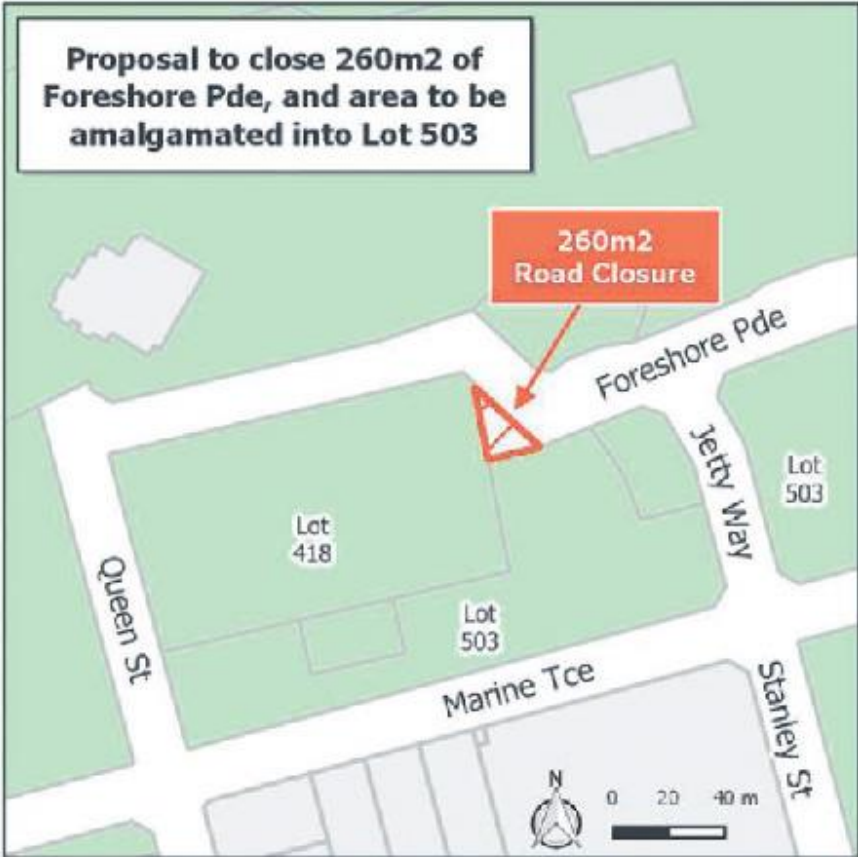 Proposal to close 260m2 of
Foreshore Pde, and area to be
amalgamated into Lot 503
260m2
Road Closure
Foreshore Pde
Jetty Way
Lot
503
Lot
418
Queen St
Lot
503
Marine Tce
Stanley St
N
0 20 40 m